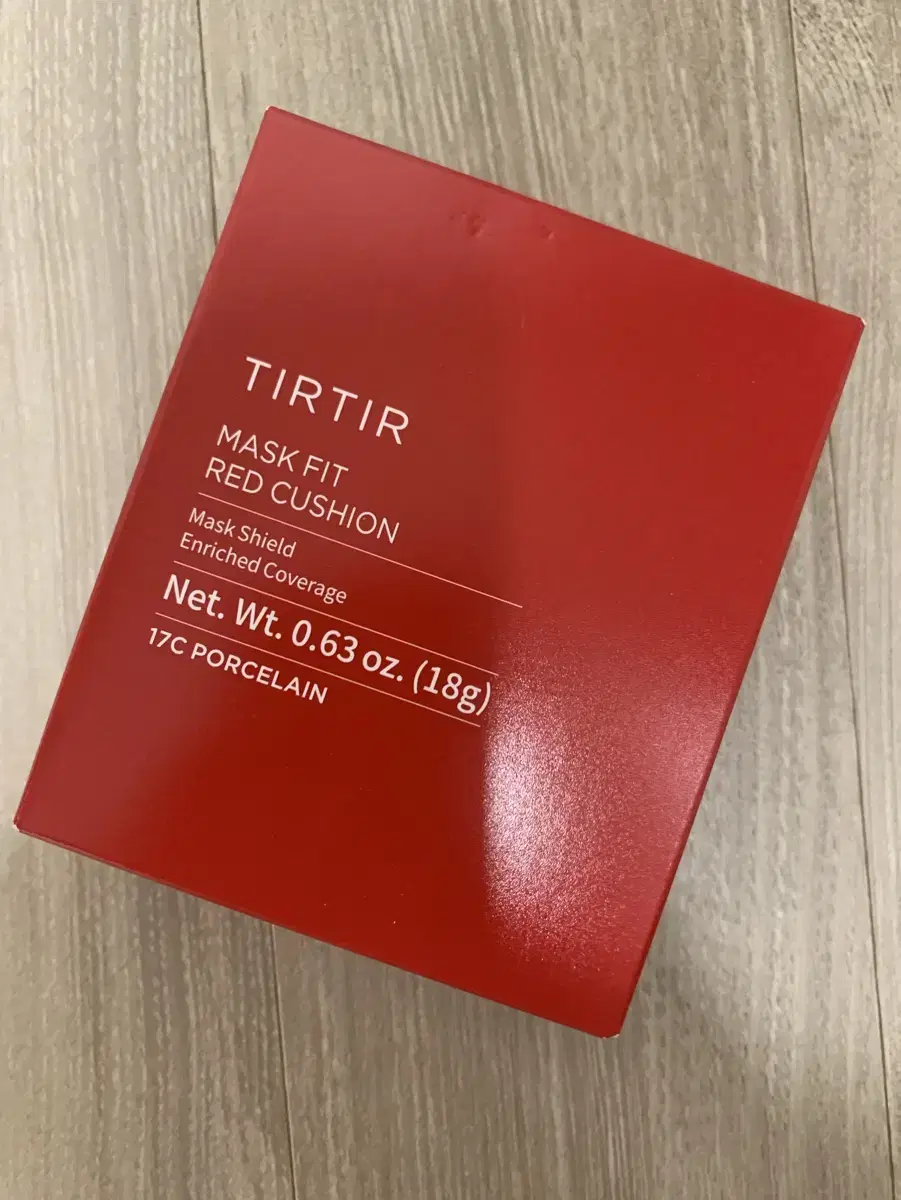 TIRTIR
MASK FIT
RED CUSHION
Mask Shield
Enriched Coverage
Net. Wt. 0.63 oz. (18g)
17C PORCELAIN